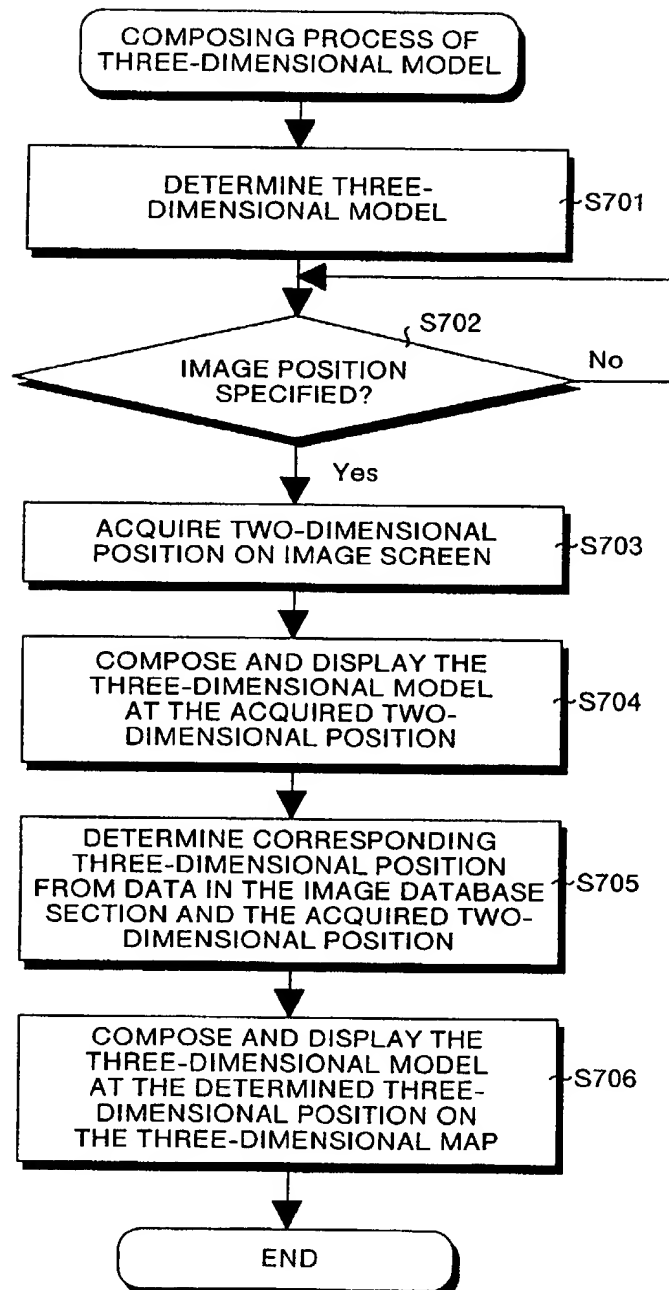 COMPOSING PROCESS OF
THREE-DIMENSIONAL MODEL
DETERMINE THREE-
DIMENSIONAL MODEL
S701
S702
IMAGE POSITION
SPECIFIED?
No
Yes
ACQUIRE TWO-DIMENSIONAL
POSITION ON IMAGE SCREEN
S703
COMPOSE AND DISPLAY THE
THREE-DIMENSIONAL MODEL
AT THE ACQUIRED TWO-
DIMENSIONAL POSITION
S704
DETERMINE CORRESPONDING
THREE-DIMENSIONAL POSITION
FROM DATA IN THE IMAGE DATABASE
SECTION AND THE ACQUIRED TWO-
DIMENSIONAL POSITION
S705
COMPOSE AND DISPLAY THE
THREE-DIMENSIONAL MODEL
AT THE DETERMINED THREE-
DIMENSIONAL POSITION ON
THE THREE-DIMENSIONAL MAP
S706
END